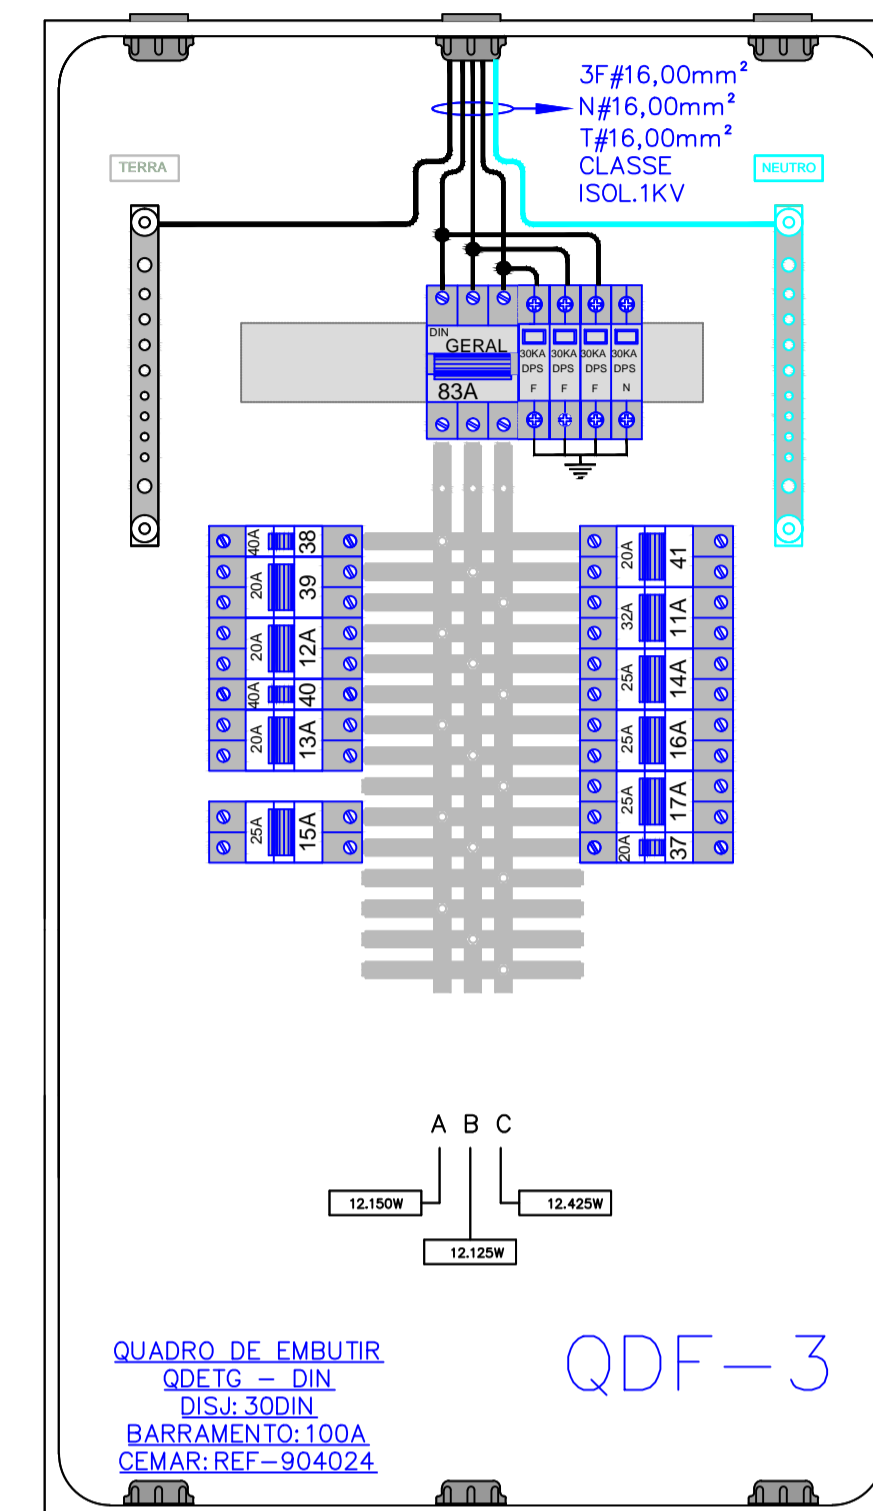 3F#16,00mm²
N#16,00mm²
T#16,00mm²
CLASSE
ISOL.1KV
TERRA
NEUTRO
DIN
GERAL
83A
30KA DPS F
30KA DPS F
30KA DPS F
30KA DPS N
40A 38
20A 39
20A 12A
40A 40
20A 13A
25A 15A
20A 41
32A 11A
25A 14A
25A 16A
25A 17A
20A 37
A B C
12.150W
12.425W
12.125W
QUADRO DE EMBUTIR
QDETG - DIN
DISJ: 30DIN
BARRAMENTO: 100A
CEMAR: REF-904024
QDF-3